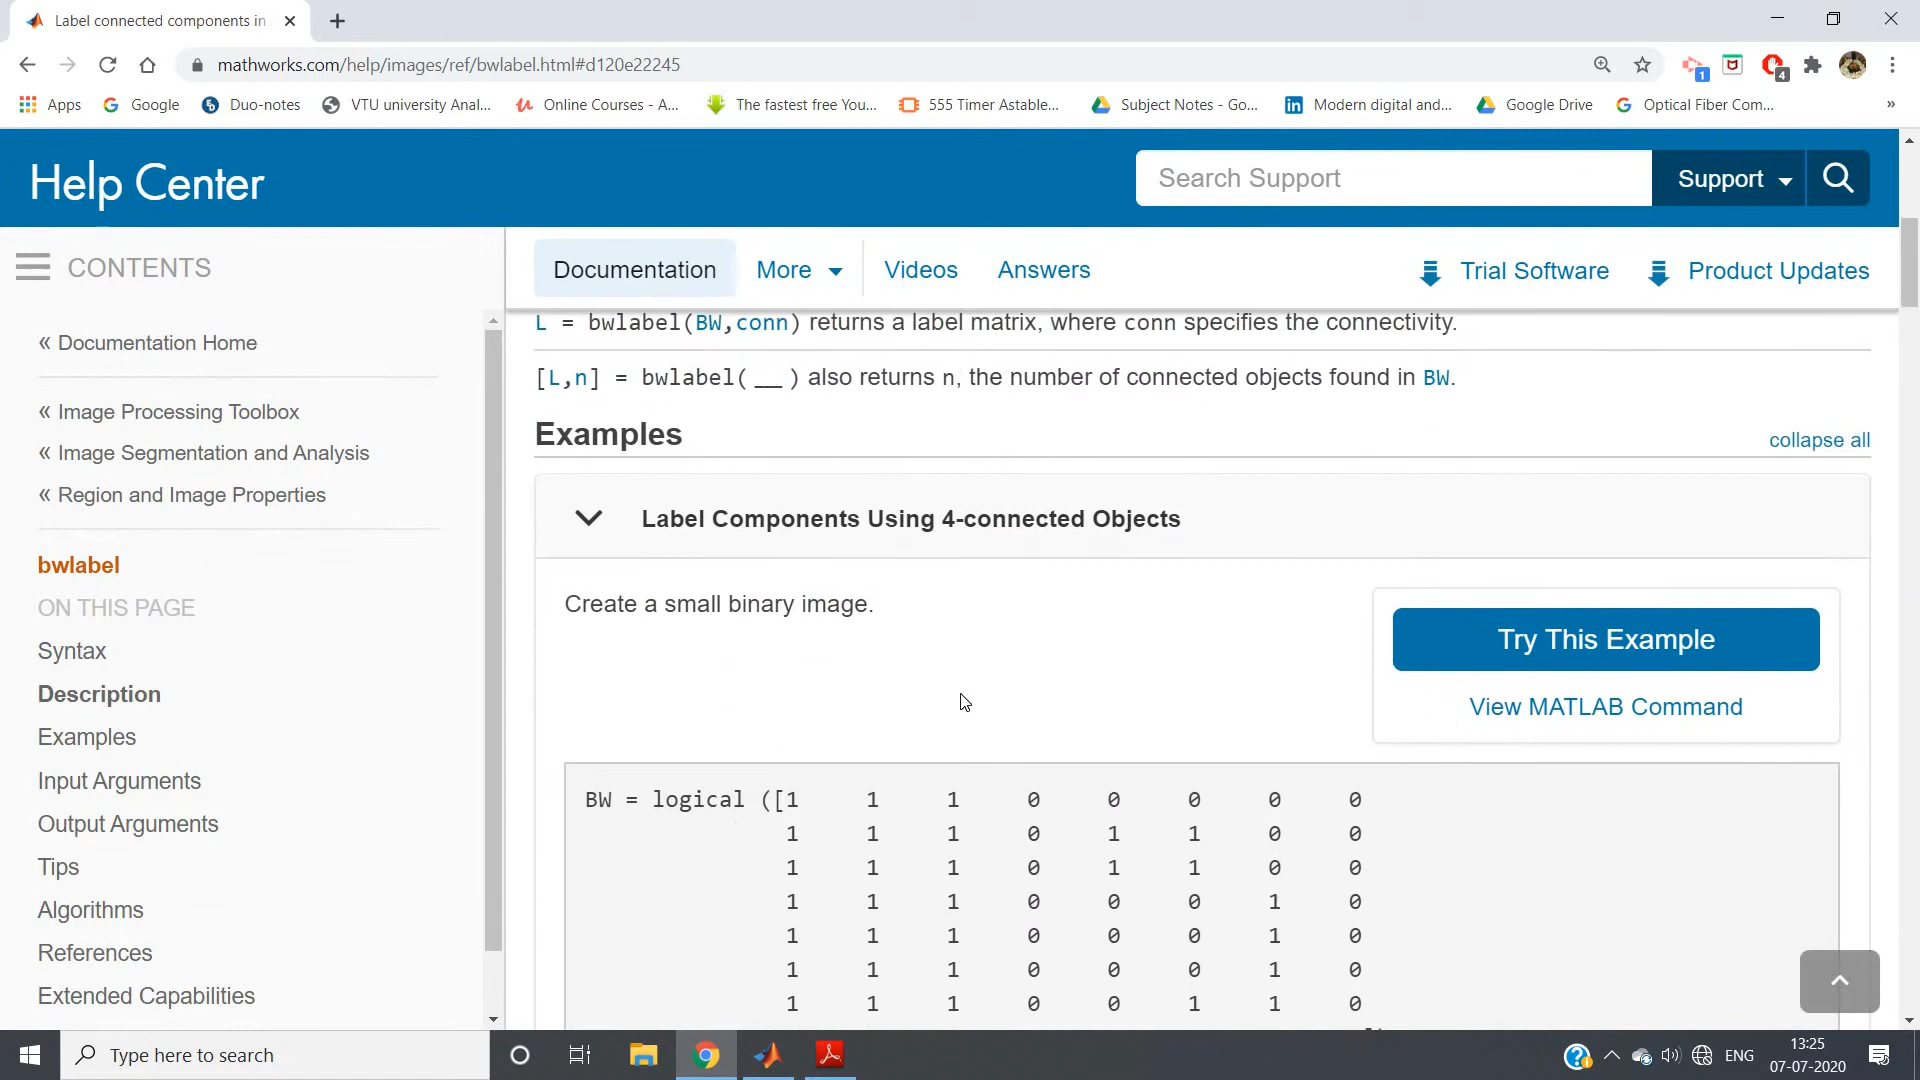 Label connected components in
mathworks.com/help/images/ref/bwlabel.html#d120e22245
1
4
Apps Google Duo-notes VTU university Anal... Online Courses - A... The fastest free You... 555 Timer Astable... Subject Notes - Go... Modern digital and... Google Drive Optical Fiber Com... »
Help Center
Search Support
Support
CONTENTS
Documentation More Videos Answers Trial Software Product Updates
« Documentation Home
« Image Processing Toolbox
« Image Segmentation and Analysis
« Region and Image Properties
bwlabel
ON THIS PAGE
Syntax
Description
Examples
Input Arguments
Output Arguments
Tips
Algorithms
References
Extended Capabilities
L = bwlabel(BW,conn) returns a label matrix, where conn specifies the connectivity.
[L,n] = bwlabel( __ ) also returns n, the number of connected objects found in BW.
Examples
collapse all
Label Components Using 4-connected Objects
Create a small binary image.
Try This Example
View MATLAB Command
BW = logical ([1 1 1 0 0 0 0 0
1 1 1 0 1 1 0 0
1 1 1 0 1 1 0 0
1 1 1 0 0 0 1 0
1 1 1 0 0 0 1 0
1 1 1 0 0 0 1 0
1 1 1 0 0 1 1 0
Type here to search
ENG
13:25
07-07-2020